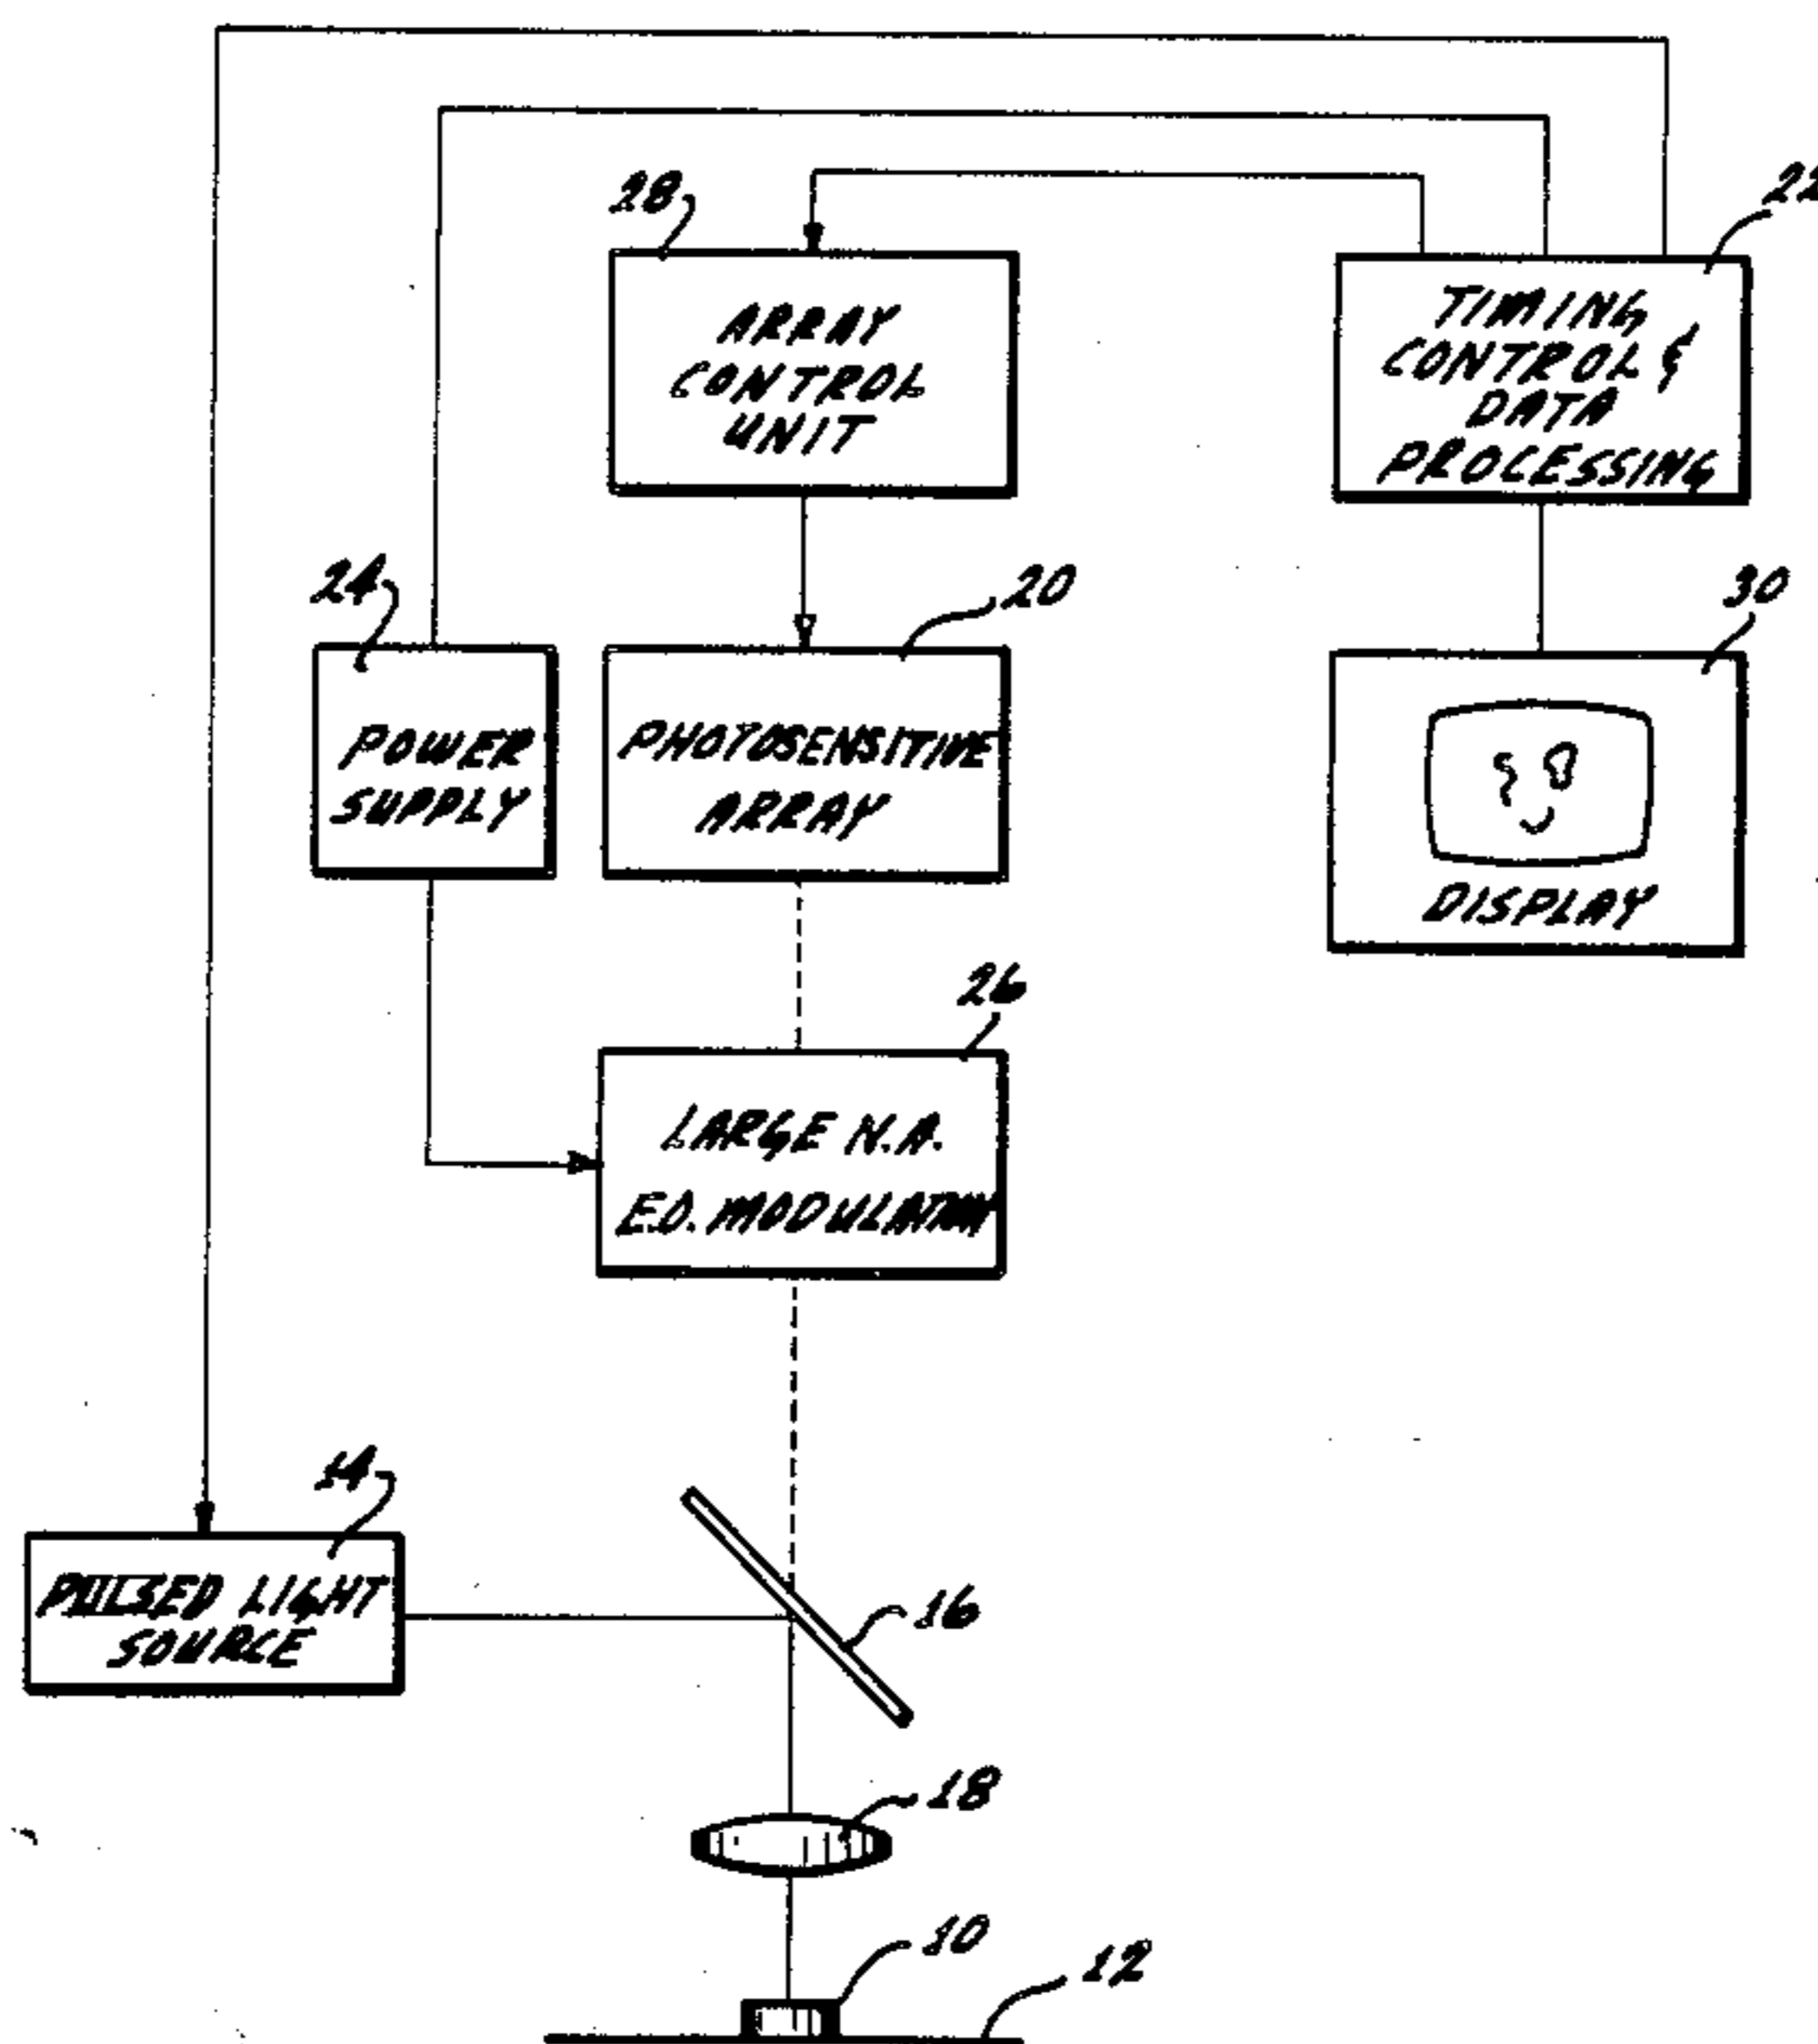 28
22
ARRAY
CONTROL
UNIT
TIMING
CONTROL &
DATA
PROCESSING
24
20
30
POWER
SUPPLY
PHOTOSENSITIVE
ARRAY
DISPLAY
26
LARGE N.A.
E.O. MODULATION
14
PULSED LIGHT
SOURCE
16
18
10
12